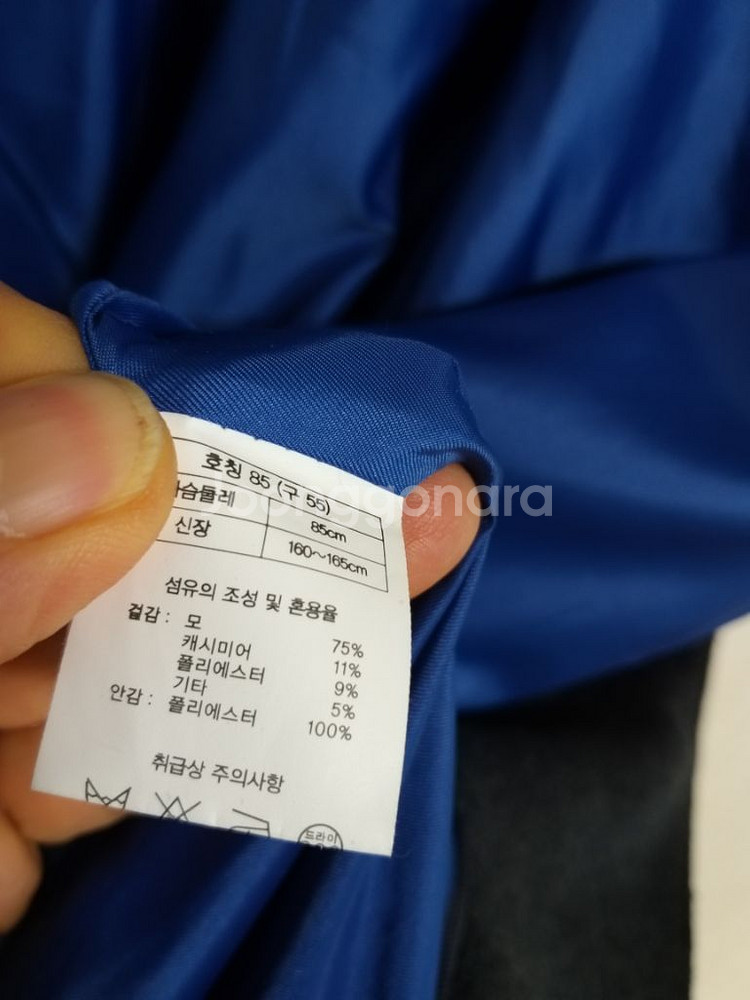 호칭 85 (구 55)
가슴둘레 85cm
신장 160~165cm
섬유의 조성 및 혼용율
겉감 : 모 75%
캐시미어 11%
폴리에스터 9%
기타 5%
안감 : 폴리에스터 100%
취급상 주의사항
드라이
Joonggonara